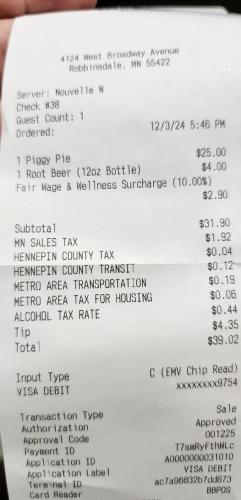 4124 West Broadway Avenue
Robbinsdale, MN 55422
Server: Nouvelle N
Check #38
Guest Count: 1
Ordered: 12/3/24 5:46 PM
1 Piggy Pie $25.00
1 Root Beer (12oz Bottle) $4.00
Fair Wage & Wellness Surcharge (10.00%)
$2.90
Subtotal $31.90
MN SALES TAX $1.92
HENNEPIN COUNTY TAX $0.04
HENNEPIN COUNTY TRANSIT $0.12
METRO AREA TRANSPORTATION $0.19
METRO AREA TAX FOR HOUSING $0.06
ALCOHOL TAX RATE $0.44
Tip $4.35
Total $39.02
Input Type C (EMV Chip Read)
VISA DEBIT xxxxxxxx9754
Transaction Type Sale
Authorization Approved
Approval Code 001225
Payment ID T7smRyFthWLc
Application ID A0000000031010
Application Label VISA DEBIT
Terminal ID ac7a96832b7dd673
Card Reader BBPOS